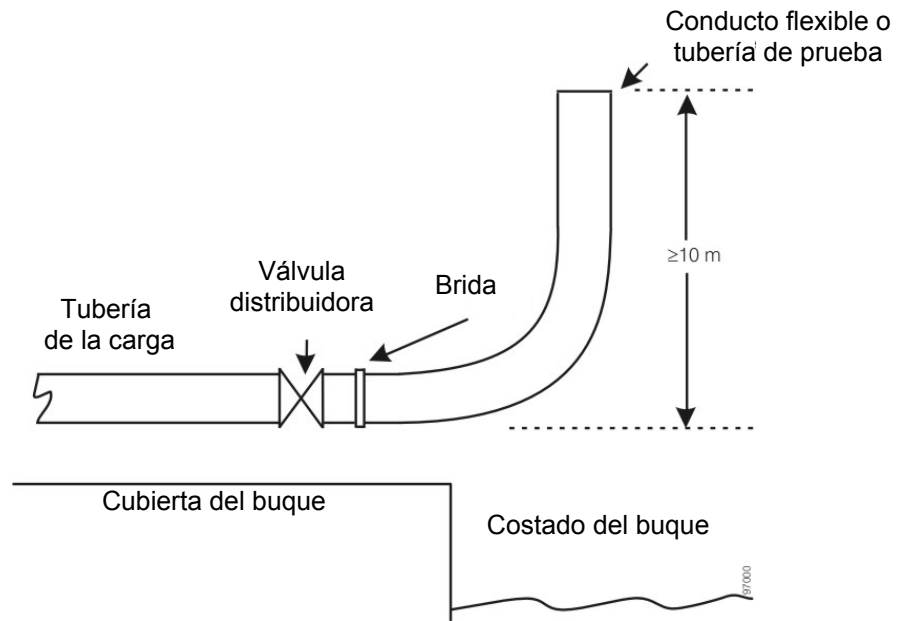 Conducto flexible o
tubería de prueba
≥10 m
Válvula
distribuidora
Brida
Tubería
de la carga
Cubierta del buque
Costado del buque
97000